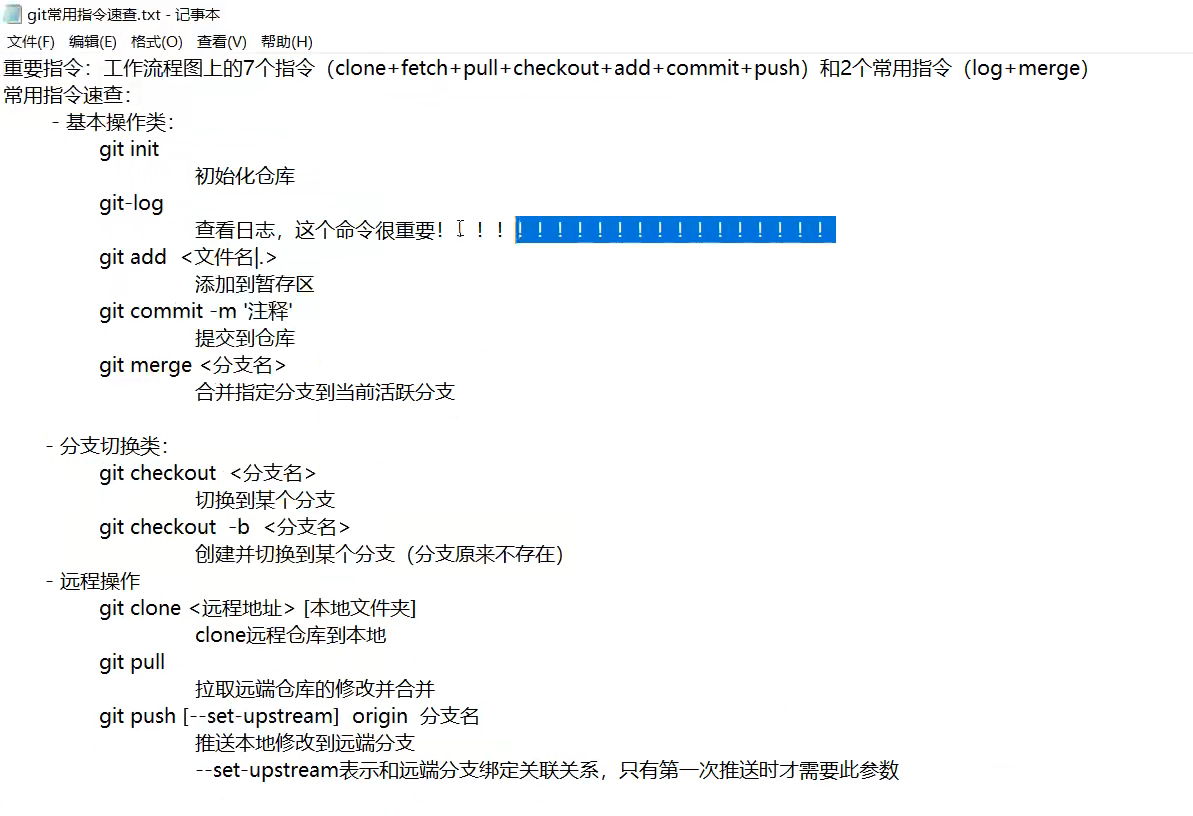 git常用指令速查.txt - 记事本
文件(F) 编辑(E) 格式(O) 查看(V) 帮助(H)
重要指令：工作流程图上的7个指令（clone+fetch+pull+checkout+add+commit+push）和2个常用指令（log+merge）
常用指令速查：
- 基本操作类：
git init
初始化仓库
git-log
查看日志，这个命令很重要！！！！！！！！！！！！！！！！！！！！
git add <文件名|.>
添加到暂存区
git commit -m '注释'
提交到仓库
git merge <分支名>
合并指定分支到当前活跃分支
- 分支切换类：
git checkout <分支名>
切换到某个分支
git checkout -b <分支名>
创建并切换到某个分支（分支原来不存在）
- 远程操作
git clone <远程地址> [本地文件夹]
clone远程仓库到本地
git pull
拉取远端仓库的修改并合并
git push [--set-upstream] origin 分支名
推送本地修改到远端分支
--set-upstream表示和远端分支绑定关联关系，只有第一次推送时才需要此参数